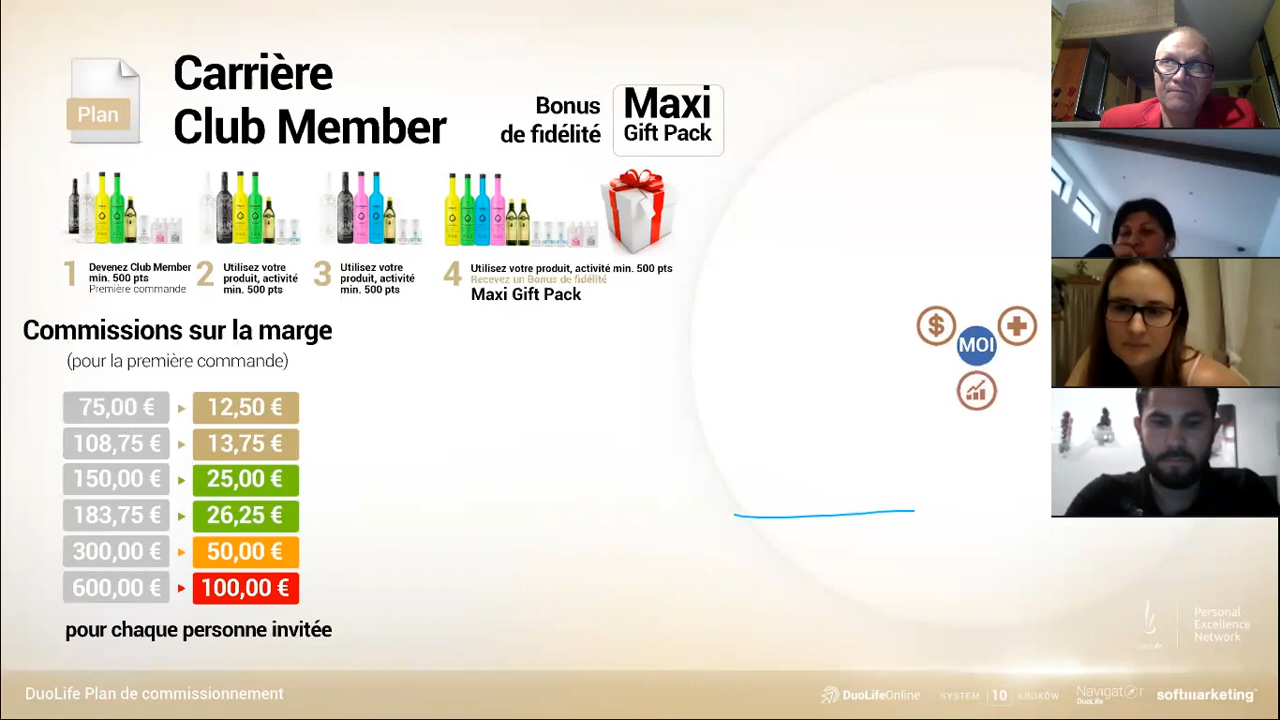 Plan
Carrière
Club Member
Bonus
de fidélité
Maxi
Gift Pack
1 Devenez Club Member
min. 500 pts
Première commande
2 Utilisez votre
produit, activité
min. 500 pts
3 Utilisez votre
produit, activité
min. 500 pts
4 Utilisez votre produit, activité min. 500 pts
Recevez un Bonus de fidélité
Maxi Gift Pack
Commissions sur la marge
(pour la première commande)
75,00 € 12,50 €
108,75 € 13,75 €
150,00 € 25,00 €
183,75 € 26,25 €
300,00 € 50,00 €
600,00 € 100,00 €
pour chaque personne invitée
$
MOI
Personal
Excellence
Network
DuoLife Plan de commissionnement
DuoLifeOnline
SYSTEM 10 KRAKÓW
Navigator
DuoLife
softmarketing